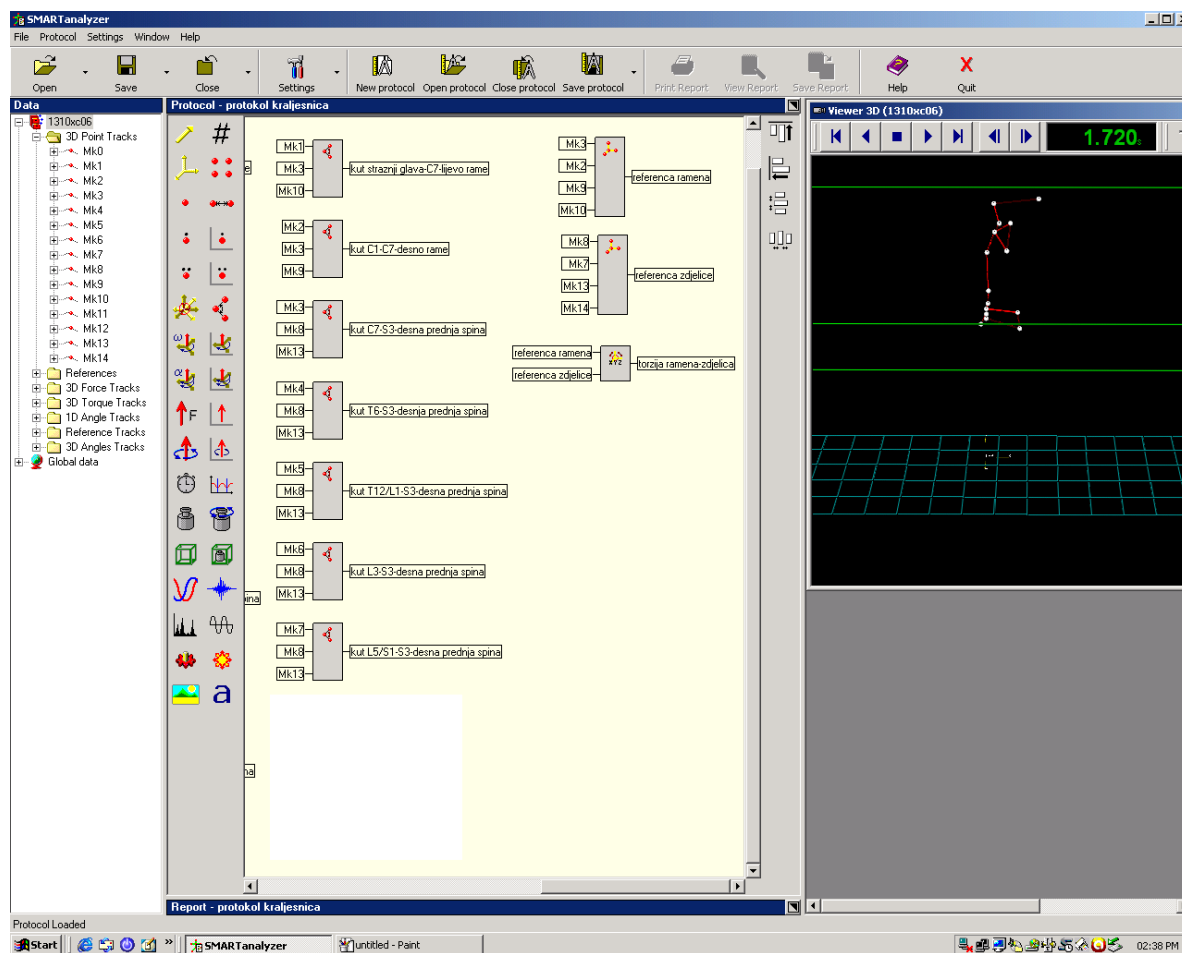 SMARTanalyzer
File Protocol Settings Window Help
Open Save Close Settings New protocol Open protocol Close protocol Save protocol Print Report View Report Save Report Help Quit
Data
1310xc06
3D Point Tracks
Mk0
Mk1
Mk2
Mk3
Mk4
Mk5
Mk6
Mk7
Mk8
Mk9
Mk10
Mk11
Mk12
Mk13
Mk14
References
3D Force Tracks
3D Torque Tracks
1D Angle Tracks
Reference Tracks
3D Angles Tracks
Global data
Protocol - protokol kraljesnica
#
F
a
Mk1
Mk3
kut straznji glava-C7-lijevo rame
Mk10
Mk2
Mk3
kut C1-C7-desno rame
Mk9
Mk3
Mk8
kut C7-S3-desna prednja spina
Mk13
Mk4
Mk8
kut T6-S3-desnja prednja spina
Mk13
Mk5
Mk8
kut T12/L1-S3-desna prednja spina
Mk13
Mk6
Mk8
kut L3-S3-desna prednja spina
Mk13
ina
Mk7
Mk8
kut L5/S1-S3-desna prednja spina
Mk13
na
Mk3
Mk2
referenca ramena
Mk9
Mk10
Mk8
Mk7
referenca zdjelice
Mk13
Mk14
referenca ramena
XYZ
torzija ramena-zdjelica
referenca zdjelice
Viewer 3D (1310xc06)
1.720s
Report - protokol kraljesnica
Protocol Loaded
Start
SMARTanalyzer
untitled - Paint
02:38 PM